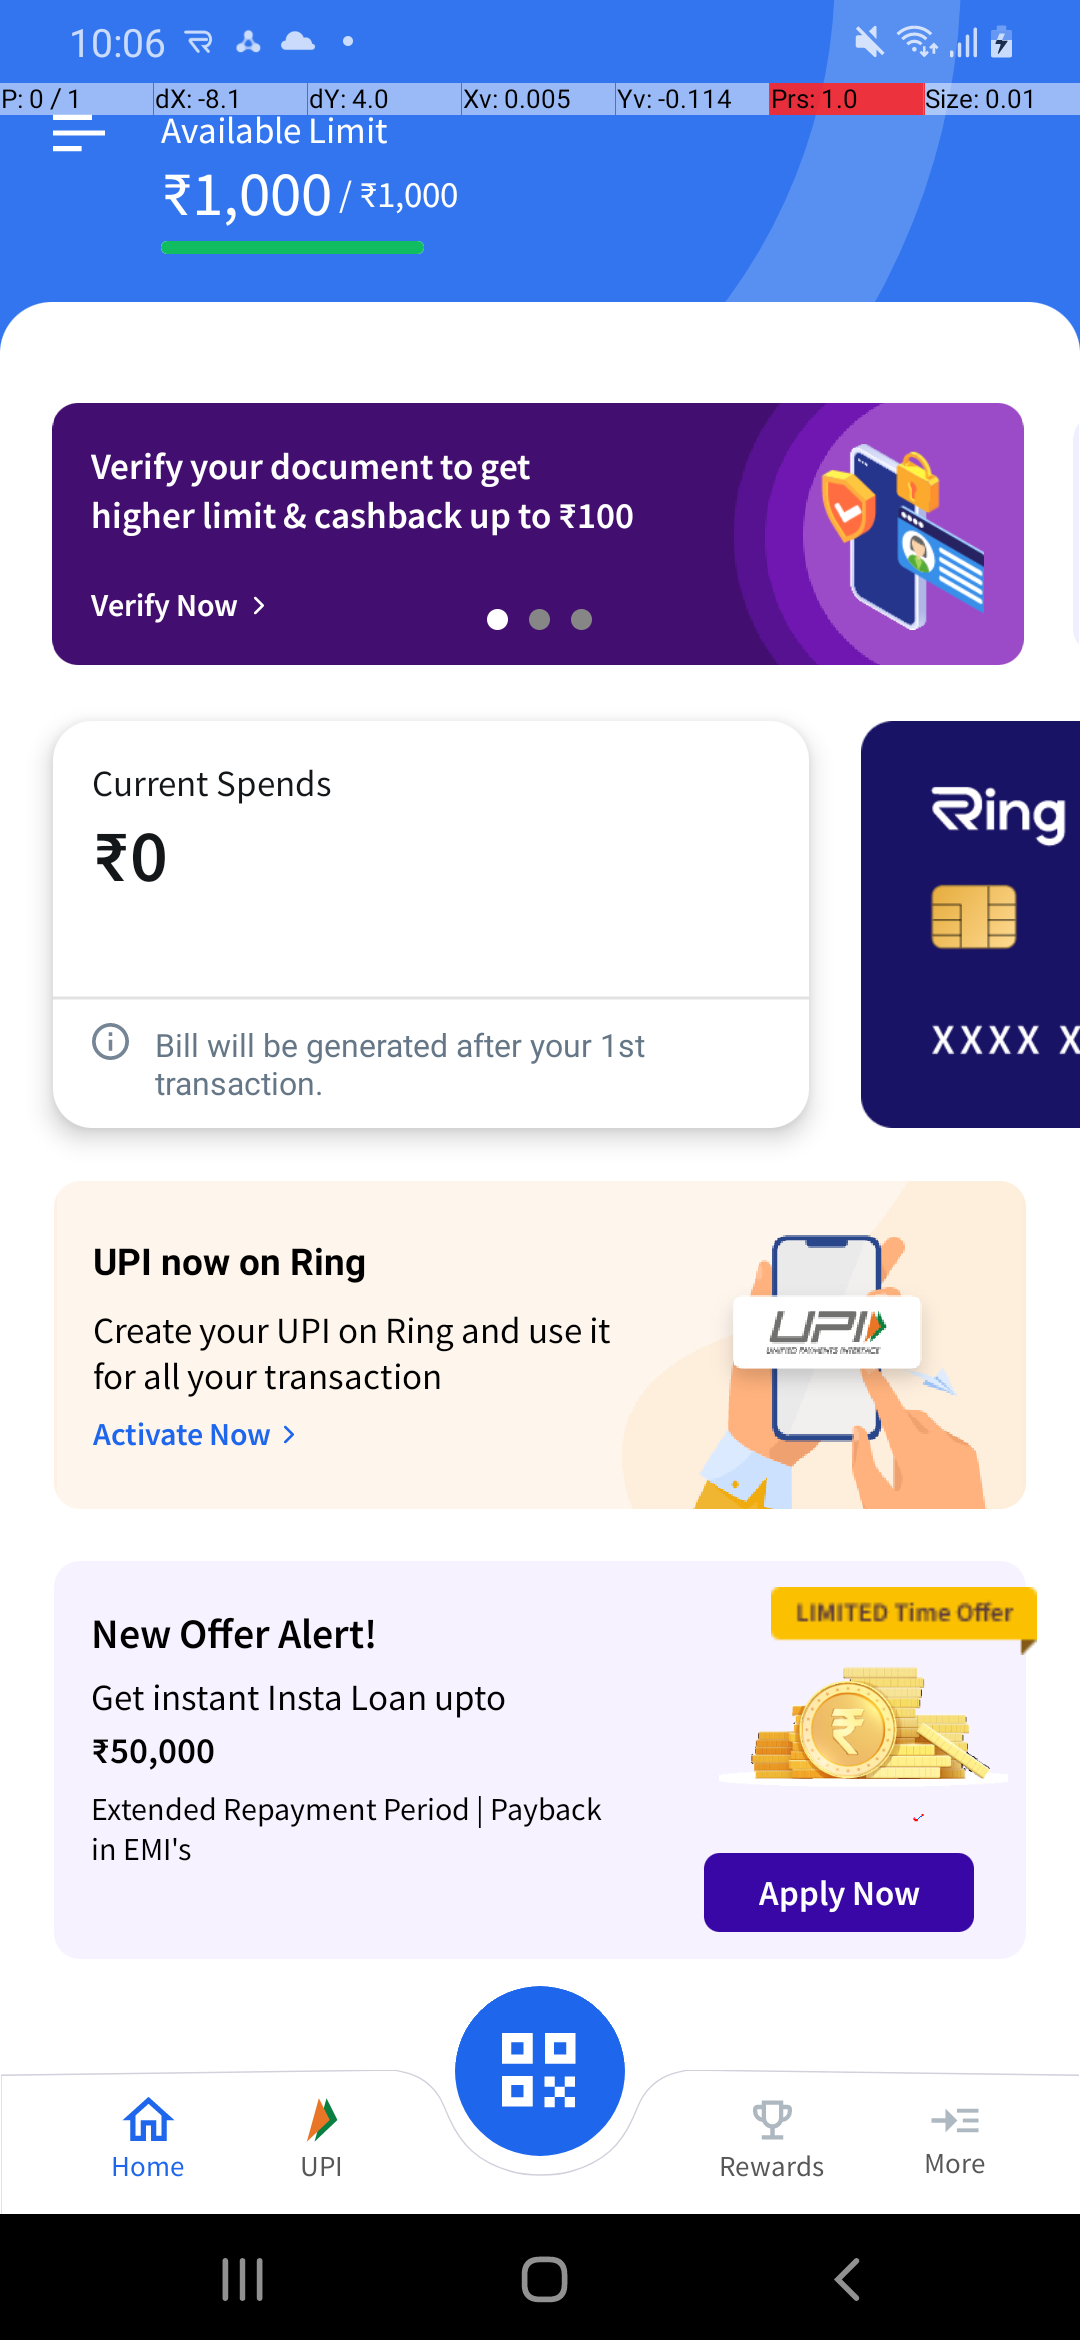 10:06
P: 0 / 1 dX: -8.1 dY: 4.0 Xv: 0.005 Yv: -0.114 Prs: 1.0 Size: 0.01
Available Limit
₹1,000 / ₹1,000
Verify your document to get
higher limit & cashback up to ₹100
Verify Now
Current Spends
₹0
Bill will be generated after your 1st
transaction.
Ring
XXXX X
UPI now on Ring
Create your UPI on Ring and use it
for all your transaction
Activate Now
UPI
UNIFIED PAYMENTS INTERFACE
LIMITED Time Offer
New Offer Alert!
Get instant Insta Loan upto
₹50,000
Extended Repayment Period | Payback
in EMI's
Apply Now
Home
UPI
Rewards
More